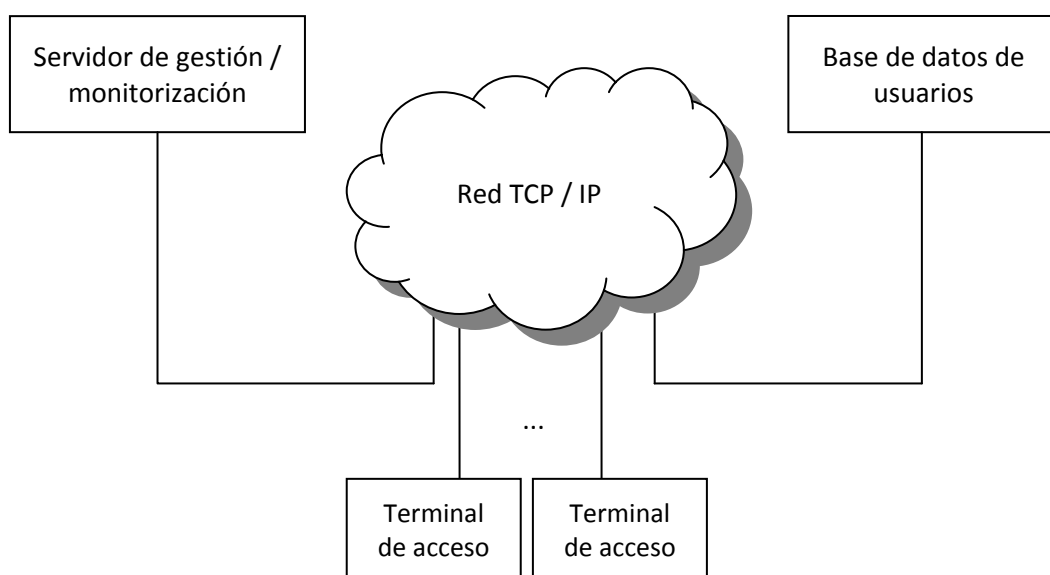 Servidor de gestión /
monitorización
Base de datos de
usuarios
Red TCP / IP
...
Terminal
de acceso
Terminal
de acceso